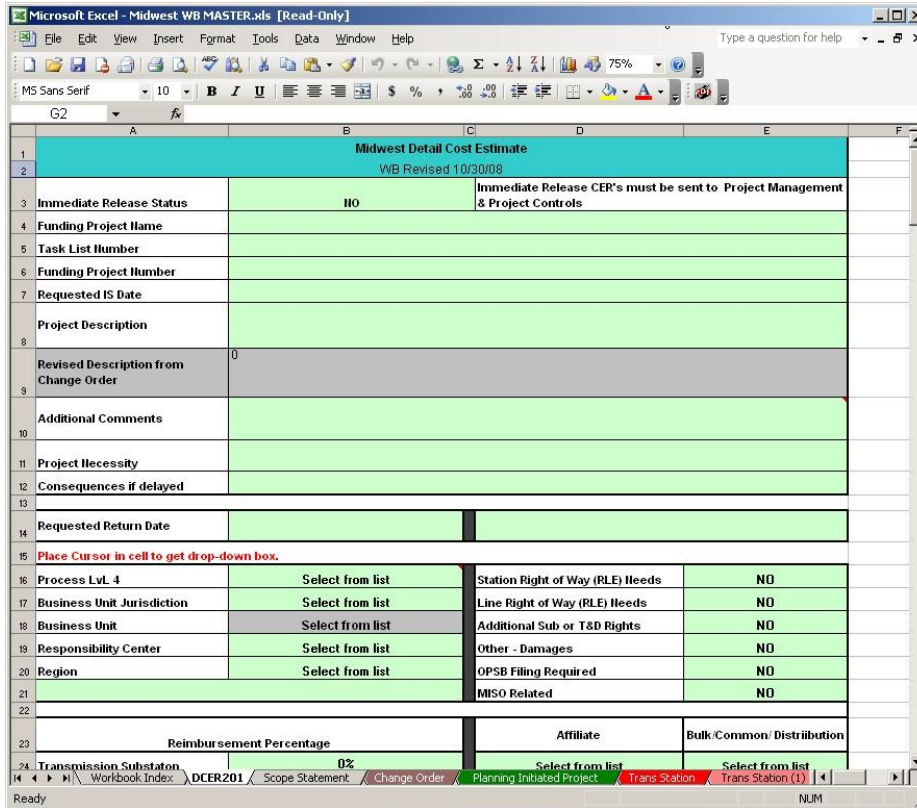 Microsoft Excel - Midwest WB MASTER.xls [Read-Only]
File Edit View Insert Format Tools Data Window Help Type a question for help
75%
MS Sans Serif 10 B I U $ % ,
G2 fx
A B C D E F
1 Midwest Detail Cost Estimate
2 WB Revised 10/30/08
3 Immediate Release Status NO Immediate Release CER's must be sent to Project Management
& Project Controls
4 Funding Project Name
5 Task List Number
6 Funding Project Number
7 Requested IS Date
8 Project Description
9 Revised Description from
Change Order 0
10 Additional Comments
11 Project Necessity
12 Consequences if delayed
13
14 Requested Return Date
15 Place Cursor in cell to get drop-down box.
16 Process LvL 4 Select from list Station Right of Way (RLE) Needs NO
17 Business Unit Jurisdiction Select from list Line Right of Way (RLE) Needs NO
18 Business Unit Select from list Additional Sub or T&D Rights NO
19 Responsibility Center Select from list Other - Damages NO
20 Region Select from list OPSB Filing Required NO
21 MISO Related NO
22
23 Reimbursement Percentage Affiliate Bulk/Common/Distriibution
24 Transmission Substaton 0% Select from list Select from list
Workbook Index DCER201 Scope Statement Change Order Planning Initiated Project Trans Station Trans Station (1)
Ready NUM